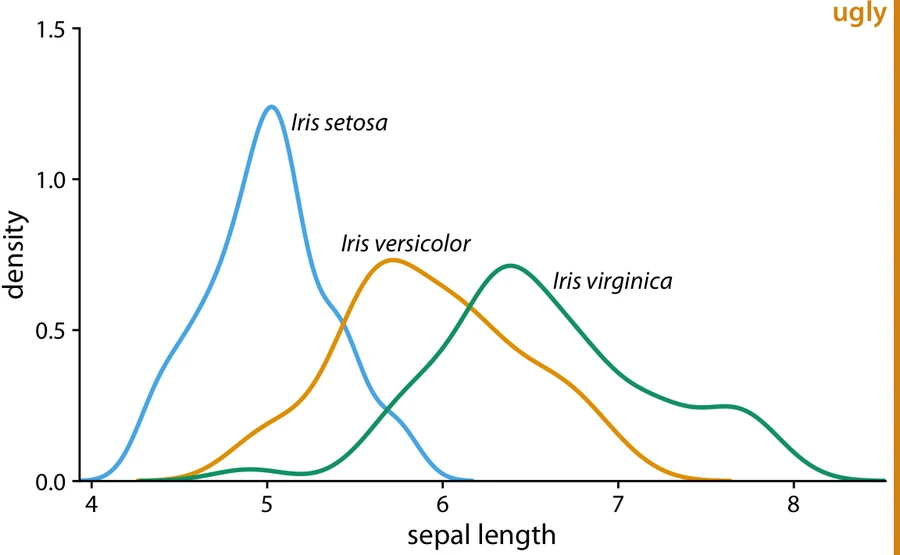 ugly
1.5
1.0
0.5
0.0
density
Iris setosa
Iris versicolor
Iris virginica
4 5 6 7 8
sepal length